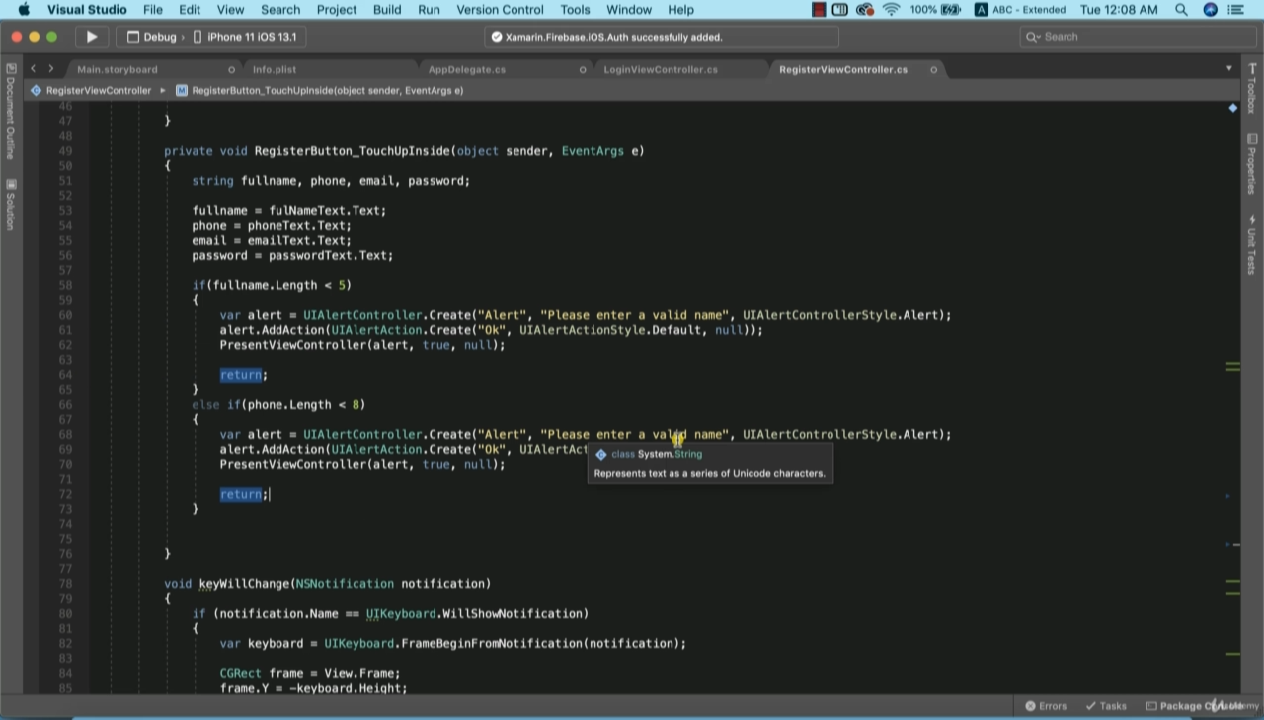 Visual Studio File Edit View Search Project Build Run Version Control Tools Window Help 100% A ABC - Extended Tue 12:08 AM
Debug › iPhone 11 iOS 13.1 Xamarin.Firebase.iOS.Auth successfully added. Search
Main.storyboard Info.plist AppDelegate.cs LoginViewController.cs RegisterViewController.cs
RegisterViewController ▸ M RegisterButton_TouchUpInside(object sender, EventArgs e)
Document Outline
Solution
Toolbox
Properties
Unit Tests
46
47 }
48
49 private void RegisterButton_TouchUpInside(object sender, EventArgs e)
50 {
51 string fullname, phone, email, password;
52
53 fullname = fulNameText.Text;
54 phone = phoneText.Text;
55 email = emailText.Text;
56 password = passwordText.Text;
57
58 if(fullname.Length < 5)
59 {
60 var alert = UIAlertController.Create("Alert", "Please enter a valid name", UIAlertControllerStyle.Alert);
61 alert.AddAction(UIAlertAction.Create("Ok", UIAlertActionStyle.Default, null));
62 PresentViewController(alert, true, null);
63
64 return;
65 }
66 else if(phone.Length < 8)
67 {
68 var alert = UIAlertController.Create("Alert", "Please enter a valid name", UIAlertControllerStyle.Alert);
69 alert.AddAction(UIAlertAction.Create("Ok", UIAlertAct
class System.String
Represents text as a series of Unicode characters.
70 PresentViewController(alert, true, null);
71
72 return;
73 }
74
75
76 }
77
78 void keyWillChange(NSNotification notification)
79 {
80 if (notification.Name == UIKeyboard.WillShowNotification)
81 {
82 var keyboard = UIKeyboard.FrameBeginFromNotification(notification);
83
84 CGRect frame = View.Frame;
85 frame.Y = -keyboard.Height;
Errors Tasks Package